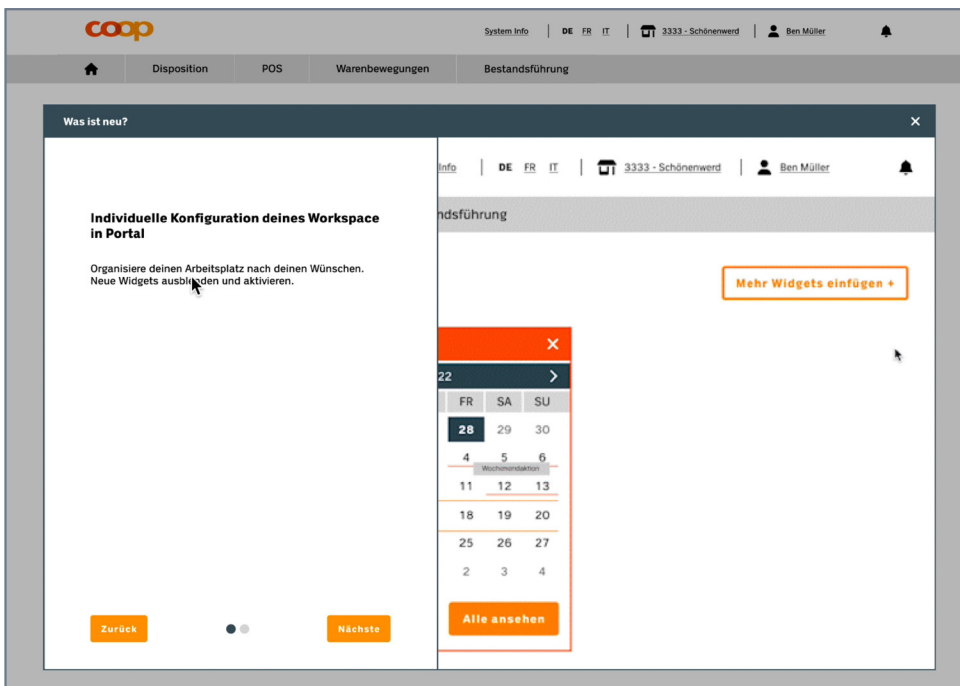 coop
System Info | DE FR IT | 3333 - Schönenwerd | Ben Müller
Disposition POS Warenbewegungen Bestandsführung
Was ist neu?
Individuelle Konfiguration deines Workspace
in Portal
Organisiere deinen Arbeitsplatz nach deinen Wünschen.
Neue Widgets ausblenden und aktivieren.
Zurück
Nächste
Info | DE FR IT | 3333 - Schönenwerd | Ben Müller
ndsführung
Mehr Widgets einfügen +
22
FR SA SU
28 29 30
4 5 6
Wochenendaktion
11 12 13
18 19 20
25 26 27
2 3 4
Alle ansehen